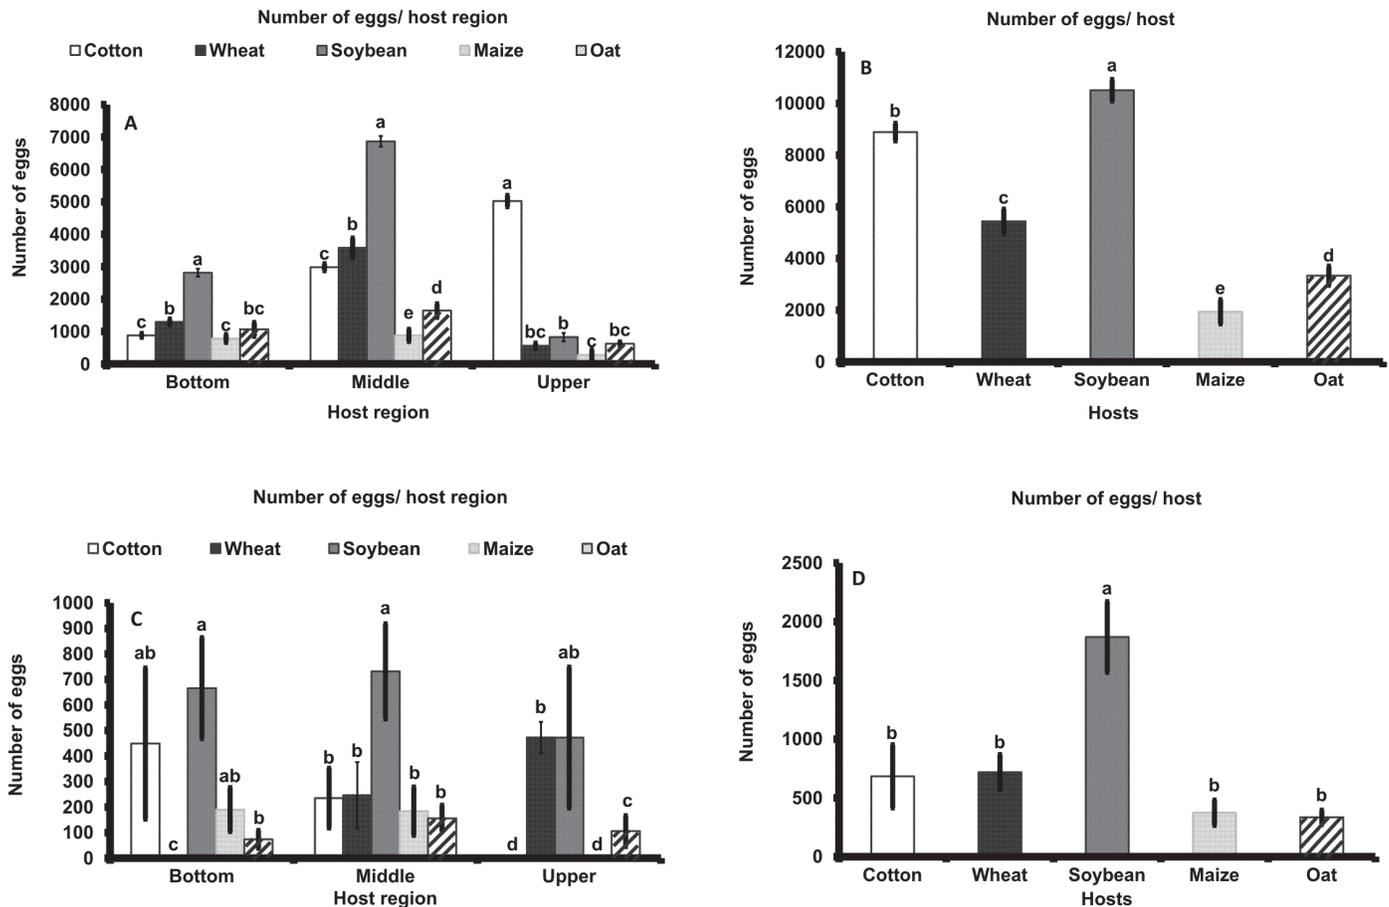 Number of eggs/ host region
Cotton Wheat Soybean Maize Oat
A
Number of eggs
8000
7000
6000
5000
4000
3000
2000
1000
0
c b a c bc
c b a e d
a bc b c bc
Bottom Middle Upper
Host region
Number of eggs/ host
B
Number of eggs
12000
10000
8000
6000
4000
2000
0
b c a e d
Cotton Wheat Soybean Maize Oat
Hosts
Number of eggs/ host region
Cotton Wheat Soybean Maize Oat
C
Number of eggs
1000
900
800
700
600
500
400
300
200
100
0
ab c a ab b
b b a b b
d b ab d c
Bottom Middle Upper
Host region
Number of eggs/ host
D
Number of eggs
2500
2000
1500
1000
500
0
b b a b b
Cotton Wheat Soybean Maize Oat
Hosts